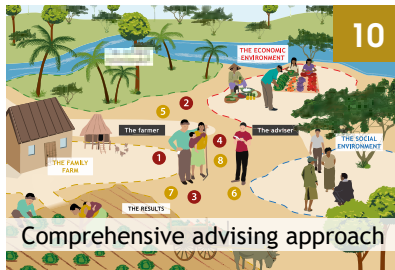 10
THE ECONOMIC
ENVIRONMENT
2
5
The farmer
The adviser
4
THE SOCIAL
ENVIRONMENT
1
8
THE FAMILY
FARM
7
3
6
THE RESULTS
Comprehensive advising approach